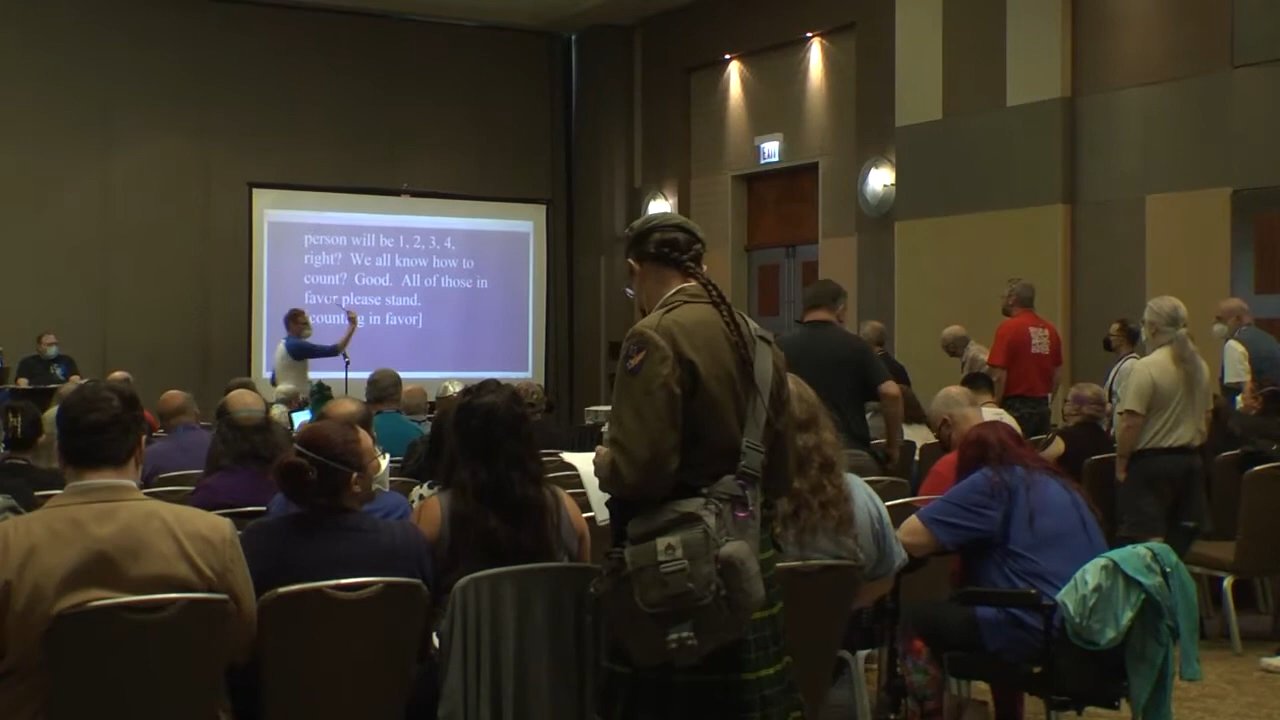 EXIT
person will be 1, 2, 3, 4,
right?  We all know how to
count?  Good.  All of those in
favor please stand.
[counting in favor]